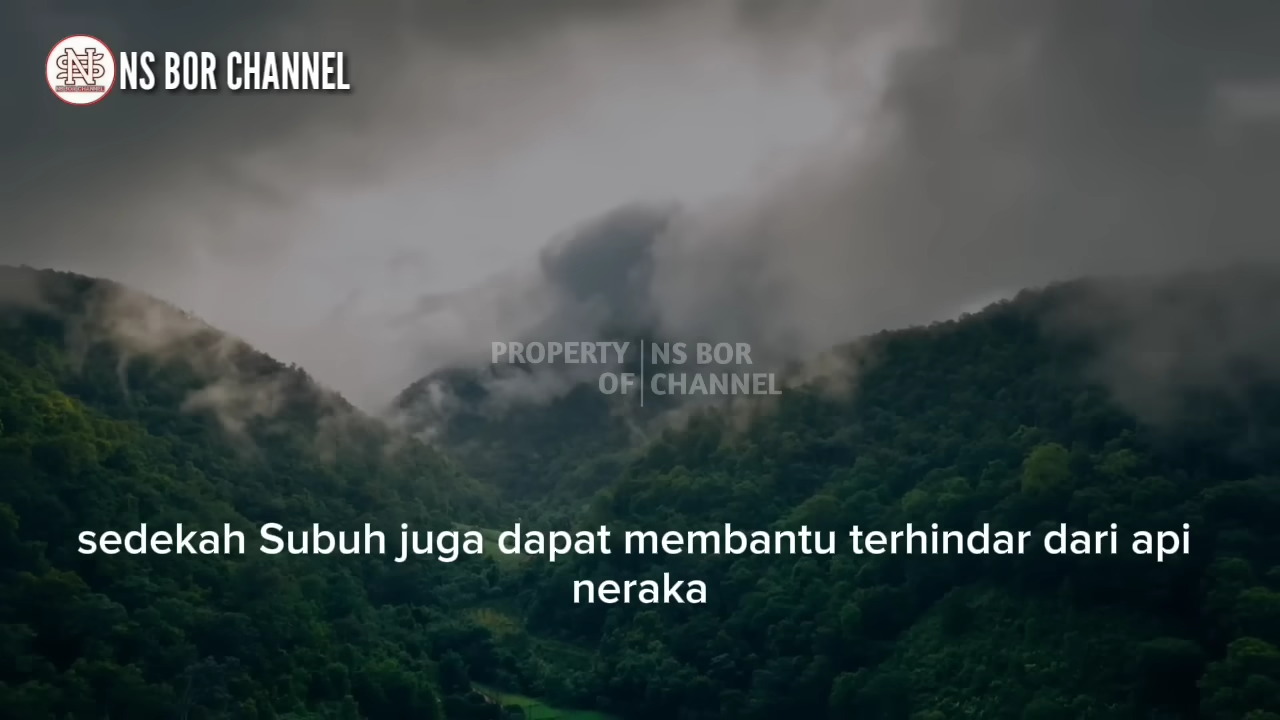 NS BOR CHANNEL
PROPERTY OF
NS BOR CHANNEL
sedekah Subuh juga dapat membantu terhindar dari api
neraka